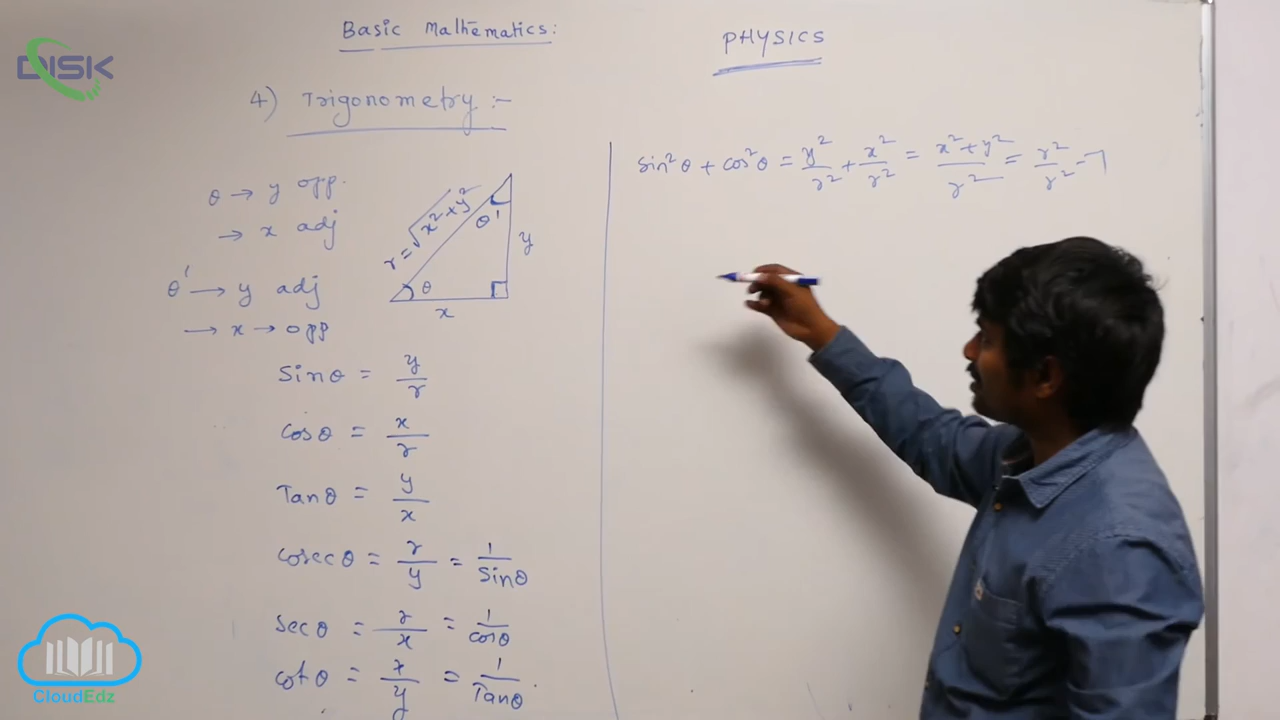 Basic Mathematics:
PHYSICS
DISK
4) Trigonometry :-
θ → y opp.
→ x adj
θ' → y adj
→ x → opp
r = √x² + y²
θ'
y
θ
x
Sinθ = y/r
Cosθ = x/r
Tanθ = y/x
Cosecθ = r/y = 1/Sinθ
Secθ = r/x = 1/Cosθ
Cotθ = x/y = 1/Tanθ
Sin²θ + Cos²θ = y²/r² + x²/r² = x²+y²/r² = r²/r²
CloudEdz